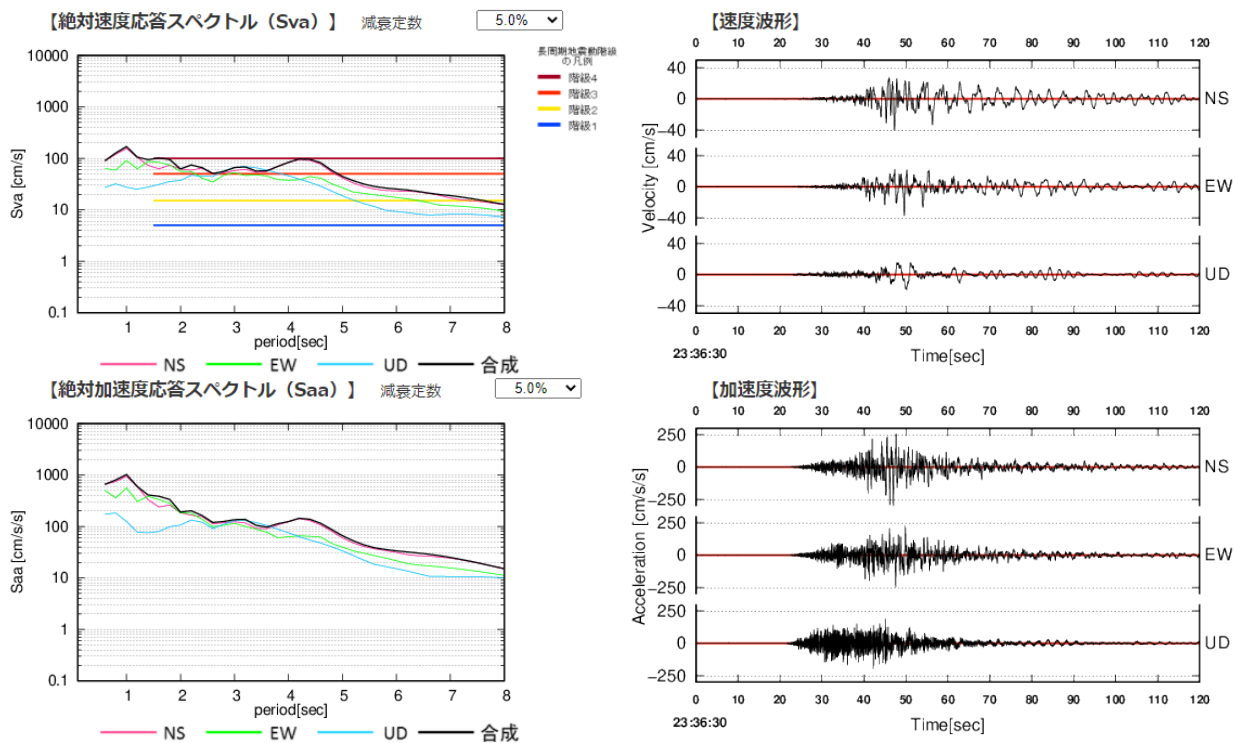 【絶対速度応答スペクトル（Sva）】 減衰定数 5.0%
10000
1000
100
10
1
0.1
Sva [cm/s]
1 2 3 4 5 6 7 8
period[sec]
長周期地震動階級
の凡例
階級4
階級3
階級2
階級1
NS EW UD 合成
【速度波形】
0 10 20 30 40 50 60 70 80 90 100 110 120
40
0
−40
NS
40
0
−40
EW
40
0
−40
UD
Velocity [cm/s]
0 10 20 30 40 50 60 70 80 90 100 110 120
23:36:30
Time[sec]
【絶対加速度応答スペクトル（Saa）】 減衰定数 5.0%
10000
1000
100
10
1
0.1
Saa [cm/s/s]
1 2 3 4 5 6 7 8
period[sec]
NS EW UD 合成
【加速度波形】
0 10 20 30 40 50 60 70 80 90 100 110 120
250
0
−250
NS
250
0
−250
EW
250
0
−250
UD
Acceleration [cm/s/s]
0 10 20 30 40 50 60 70 80 90 100 110 120
23:36:30
Time[sec]